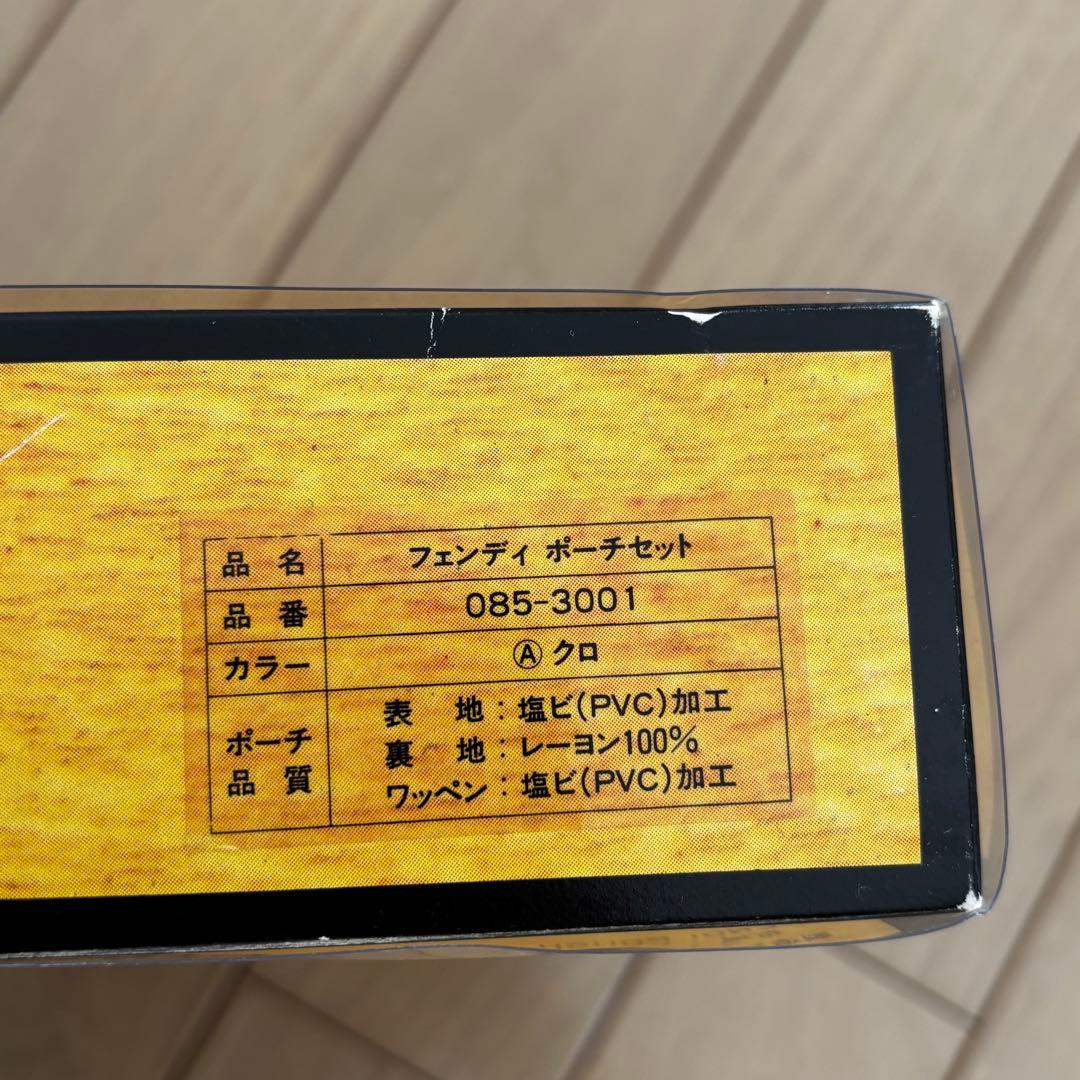 品名 フェンディ ポーチセット
品番 085-3001
カラー Ⓐクロ
ポーチ品質 表地:塩ビ(PVC)加工
裏地:レーヨン100%
ワッペン:塩ビ(PVC)加工